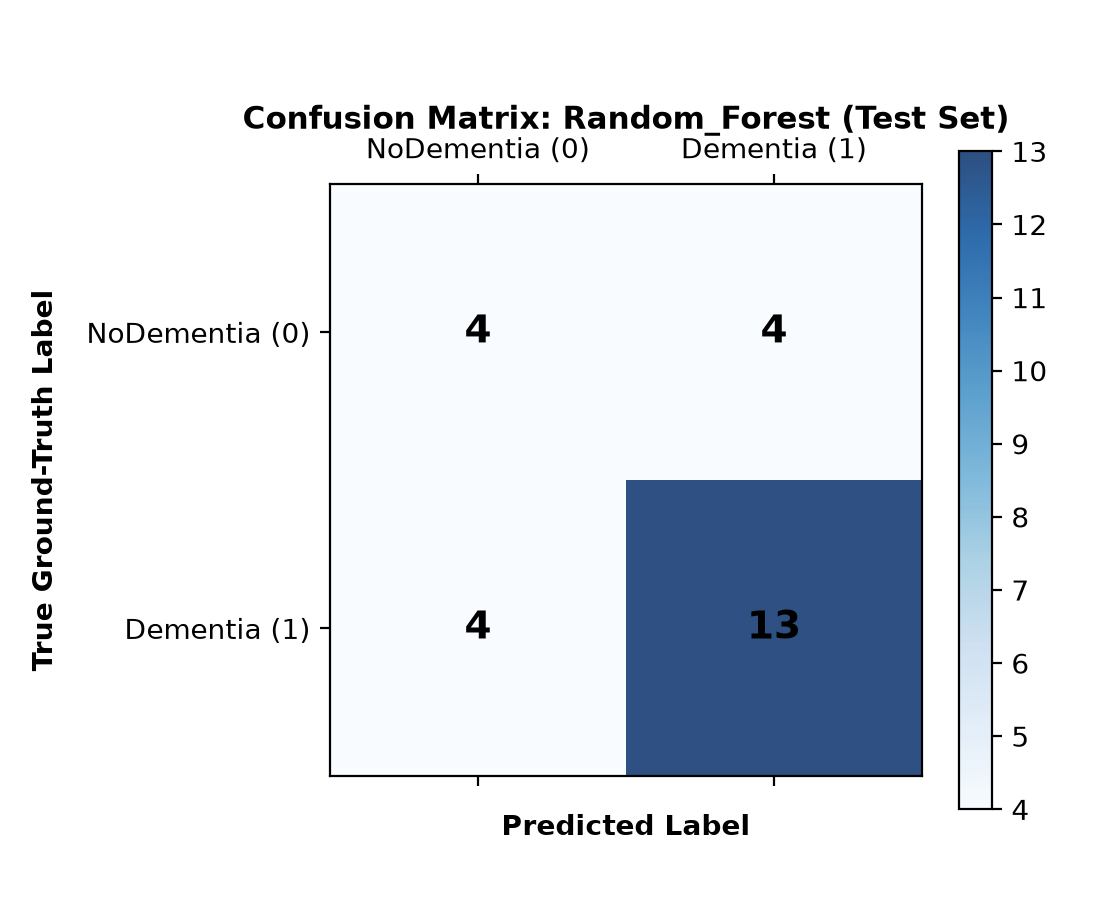 Confusion Matrix: Random_Forest (Test Set)
NoDementia (0) Dementia (1)
13
12
11
10
9
8
7
6
5
4
True Ground-Truth Label
NoDementia (0) 4 4
Dementia (1) 4 13
Predicted Label